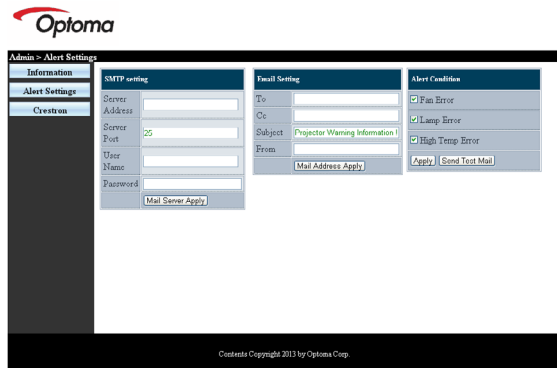 Optoma
Admin > Alert Settings
Information
Alert Settings
Crestron
SMTP setting
Server Address
Server Port
25
User Name
Password
Mail Server Apply
Email Setting
To
Cc
Subject
Projector Warning Information
From
Mail Address Apply
Alert Condition
Fan Error
Lamp Error
High Temp Error
Apply
Send Test Mail
Contents Copyright 2013 by Optoma Corp.